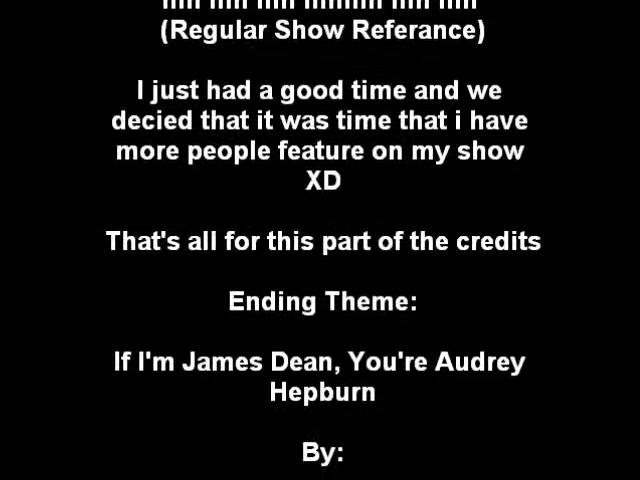 (Regular Show Referance)
I just had a good time and we
decied that it was time that i have
more people feature on my show
XD
That's all for this part of the credits
Ending Theme:
If I'm James Dean, You're Audrey
Hepburn
By: